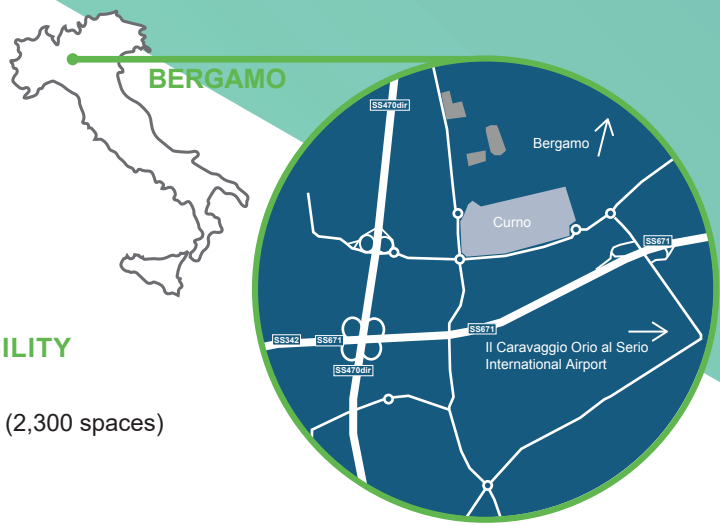 BERGAMO
SS470dir
Bergamo
Curno
SS671
SS671
SS342
SS671
Il Caravaggio Orio al Serio
International Airport
SS470dir
ILITY
(2,300 spaces)